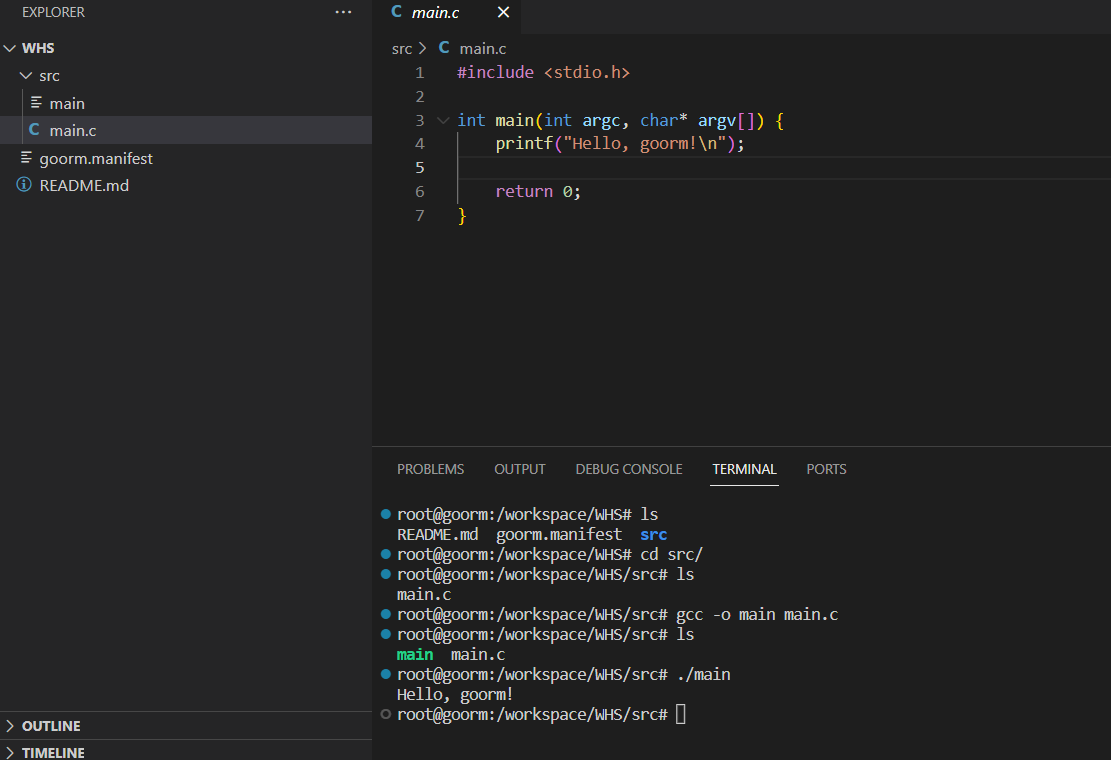 EXPLORER ...
WHS
src
main
C main.c
goorm.manifest
README.md
OUTLINE
TIMELINE
C main.c
src > C main.c
1 #include <stdio.h>
2
3 int main(int argc, char* argv[]) {
4     printf("Hello, goorm!\n");
5
6     return 0;
7 }
PROBLEMS OUTPUT DEBUG CONSOLE TERMINAL PORTS
root@goorm:/workspace/WHS# ls
README.md  goorm.manifest  src
root@goorm:/workspace/WHS# cd src/
root@goorm:/workspace/WHS/src# ls
main.c
root@goorm:/workspace/WHS/src# gcc -o main main.c
root@goorm:/workspace/WHS/src# ls
main  main.c
root@goorm:/workspace/WHS/src# ./main
Hello, goorm!
root@goorm:/workspace/WHS/src#